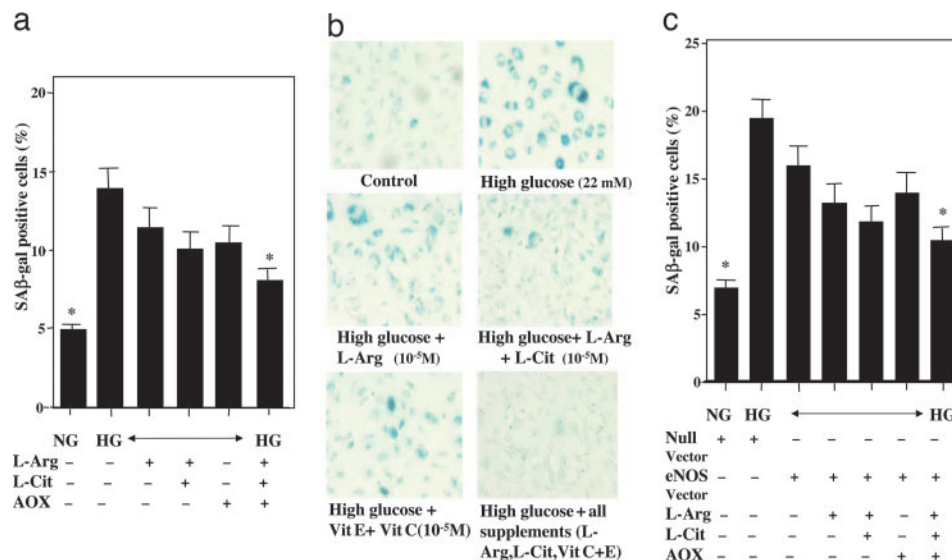 a
SAβ-gal positive cells (%)
20
15
10
5
0
*
*
NG HG HG
L-Arg – – + + – +
L-Cit – – – + – +
AOX – – – – + +
b
Control
High glucose (22 mM)
High glucose +
L-Arg (10⁻⁵M)
High glucose+ L-Arg
+ L-Cit (10⁻⁵M)
High glucose +
Vit E+ Vit C(10⁻⁵M)
High glucose+all
supplements (L-
Arg,L-Cit,Vit C+E)
c
SAβ-gal positive cells (%)
25
20
15
10
5
0
*
*
NG HG HG
Null + + – – – – –
Vector
eNOS – – + + + + +
Vector
L-Arg – – – + + – +
L-Cit – – – – + – +
AOX – – – – – + +